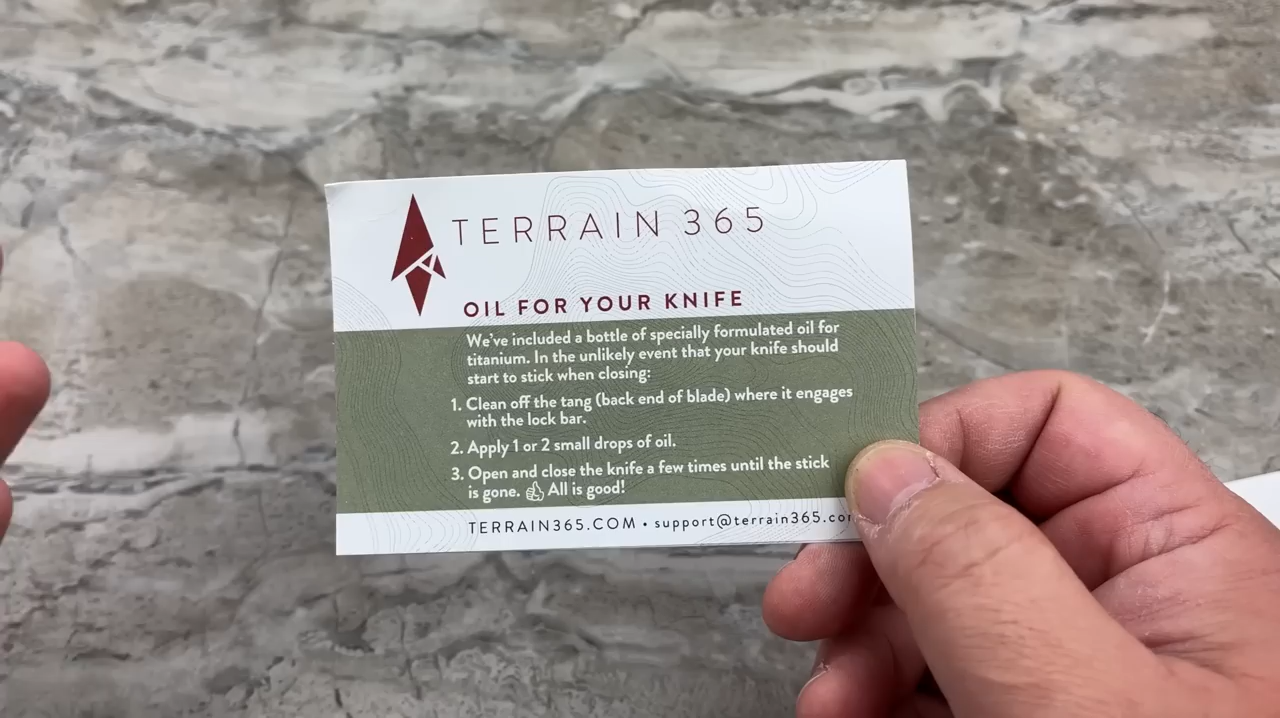 TERRAIN 365
OIL FOR YOUR KNIFE
We've included a bottle of specially formulated oil for
titanium. In the unlikely event that your knife should
start to stick when closing:
1. Clean off the tang (back end of blade) where it engages
with the lock bar.
2. Apply 1 or 2 small drops of oil.
3. Open and close the knife a few times until the stick
is gone. 👍 All is good!
TERRAIN365.COM • support@terrain365.com